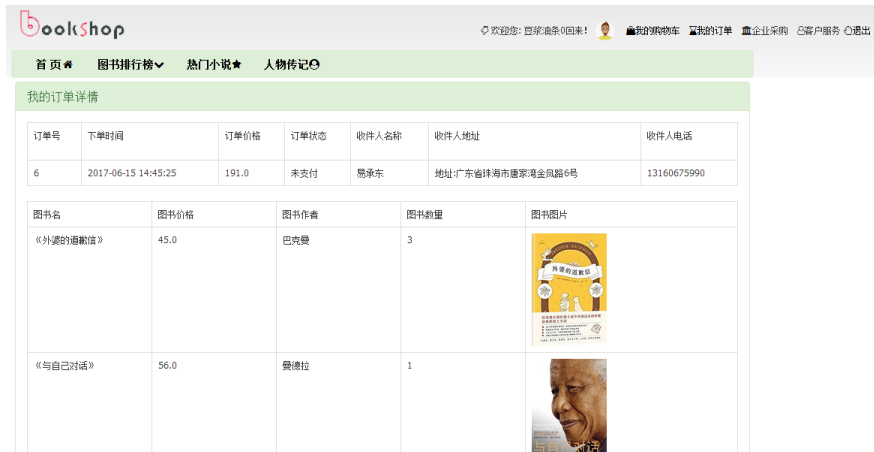 bookshop
欢迎您: 豆浆油条0回来! 我的购物车 我的订单 企业采购 客户服务 退出
首 页 图书排行榜 热门小说 人物传记
我的订单详情
订单号 下单时间 订单价格 订单状态 收件人名称 收件人地址 收件人电话
6 2017-06-15 14:45:25 191.0 未支付 易承东 地址:广东省珠海市唐家湾金凤路6号 13160675990
图书名 图书价格 图书作者 图书数量 图书图片
《外婆的道歉信》 45.0 巴克曼 3
外婆的道歉信
《与自己对话》 56.0 曼德拉 1
与自己对话